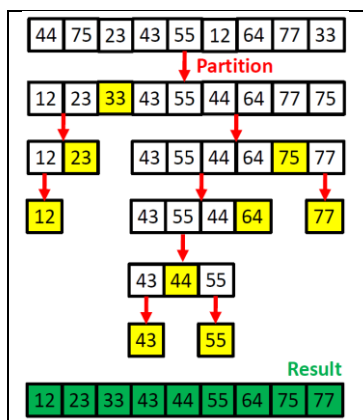 44 75 23 43 55 12 64 77 33
Partition
12 23 33 43 55 44 64 77 75
12 23 43 55 44 64 75 77
12 43 55 44 64 77
43 44 55
43 55
Result
12 23 33 43 44 55 64 75 77